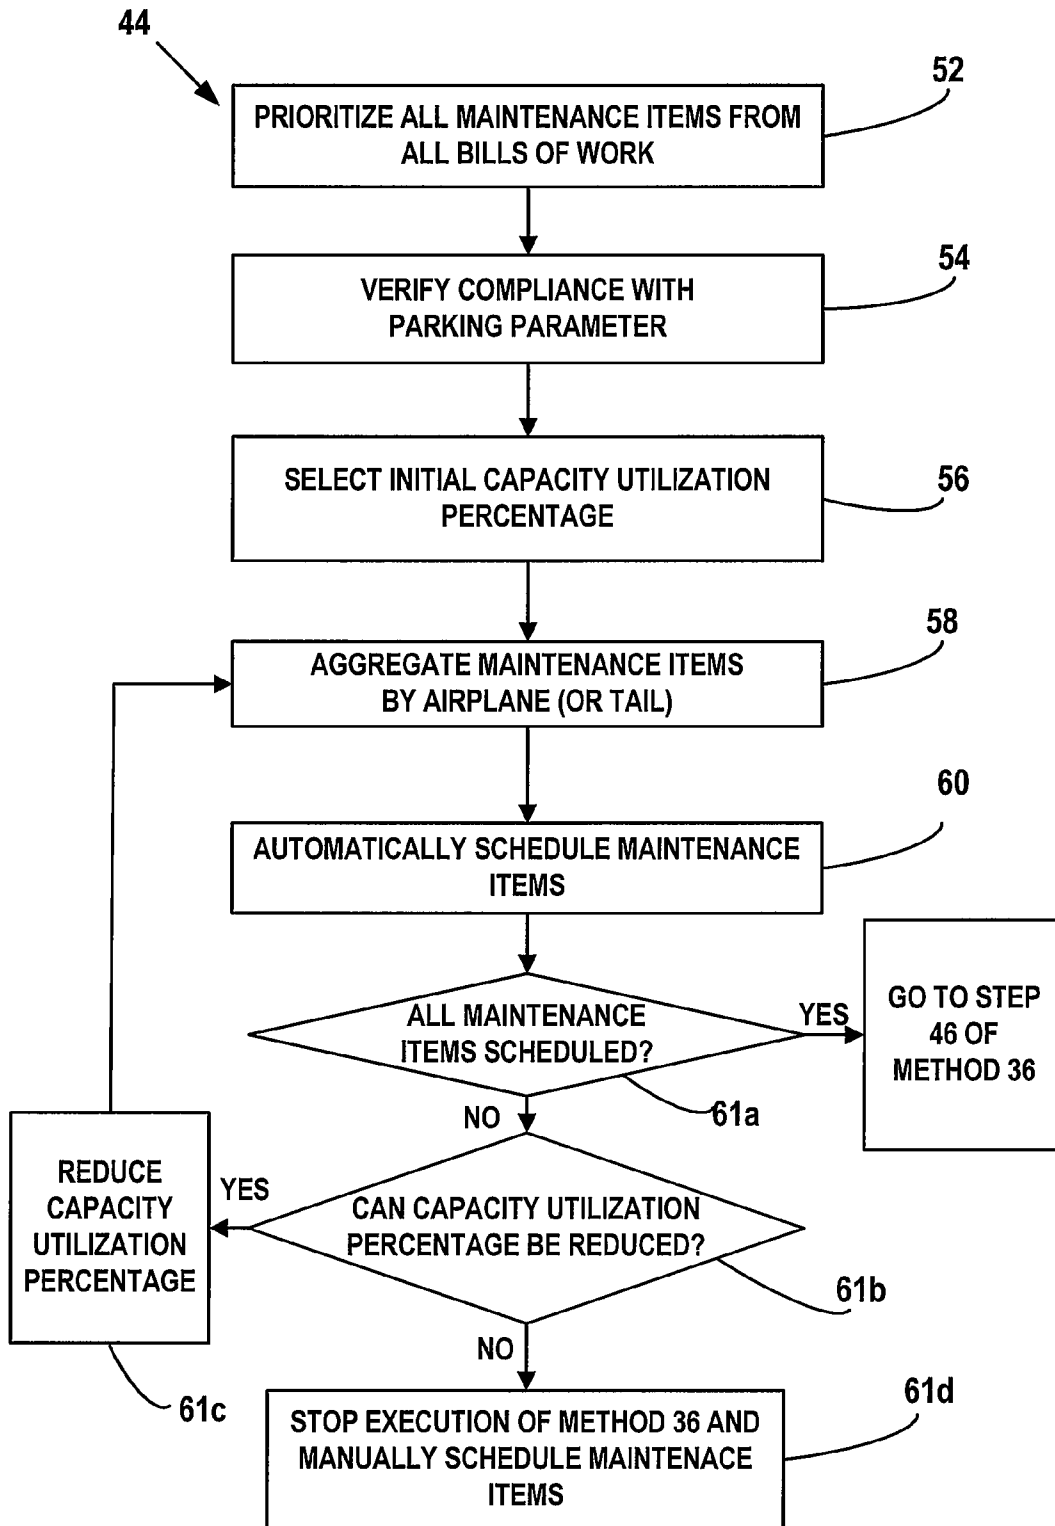 44
52
PRIORITIZE ALL MAINTENANCE ITEMS FROM
ALL BILLS OF WORK
54
VERIFY COMPLIANCE WITH
PARKING PARAMETER
56
SELECT INITIAL CAPACITY UTILIZATION
PERCENTAGE
58
AGGREGATE MAINTENANCE ITEMS
BY AIRPLANE (OR TAIL)
60
AUTOMATICALLY SCHEDULE MAINTENANCE
ITEMS
ALL MAINTENANCE
ITEMS SCHEDULED?
YES
GO TO STEP
46 OF
METHOD 36
61a
NO
CAN CAPACITY UTILIZATION
PERCENTAGE BE REDUCED?
YES
REDUCE
CAPACITY
UTILIZATION
PERCENTAGE
61b
NO
61c
61d
STOP EXECUTION OF METHOD 36 AND
MANUALLY SCHEDULE MAINTENACE
ITEMS